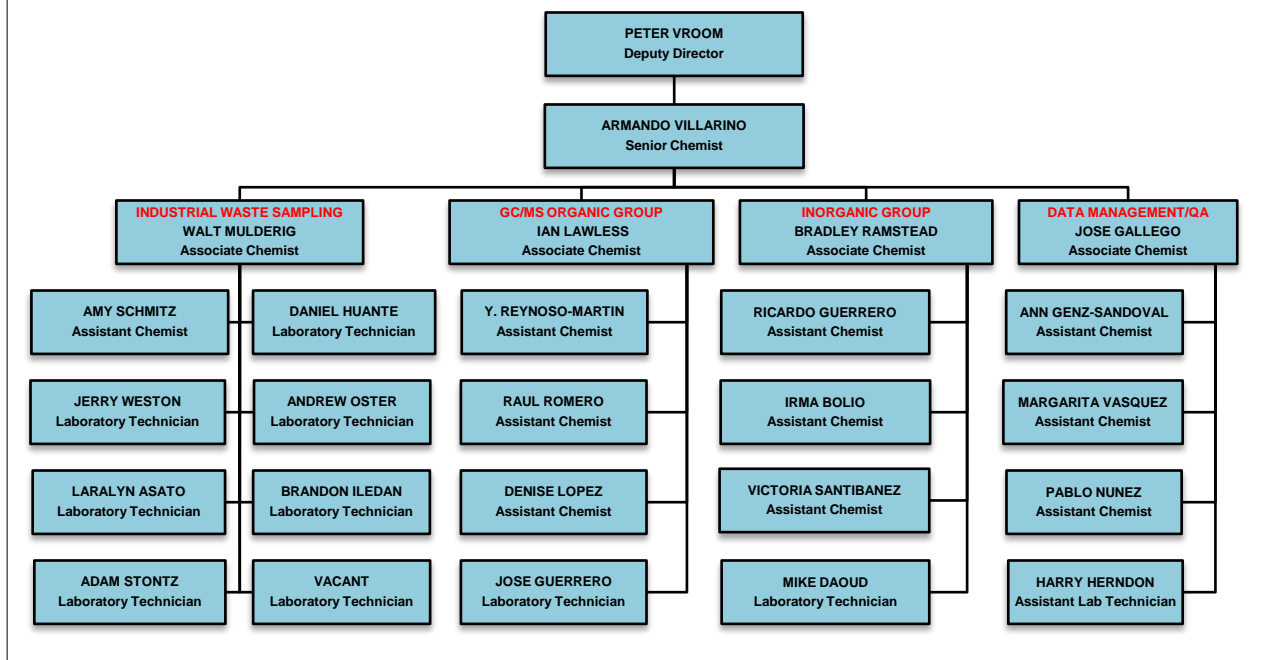 PETER VROOM
Deputy Director
ARMANDO VILLARINO
Senior Chemist
INDUSTRIAL WASTE SAMPLING
WALT MULDERIG
Associate Chemist
GC/MS ORGANIC GROUP
IAN LAWLESS
Associate Chemist
INORGANIC GROUP
BRADLEY RAMSTEAD
Associate Chemist
DATA MANAGEMENT/QA
JOSE GALLEGO
Associate Chemist
AMY SCHMITZ
Assistant Chemist
DANIEL HUANTE
Laboratory Technician
Y. REYNOSO-MARTIN
Assistant Chemist
RICARDO GUERRERO
Assistant Chemist
ANN GENZ-SANDOVAL
Assistant Chemist
JERRY WESTON
Laboratory Technician
ANDREW OSTER
Laboratory Technician
RAUL ROMERO
Assistant Chemist
IRMA BOLIO
Assistant Chemist
MARGARITA VASQUEZ
Assistant Chemist
LARALYN ASATO
Laboratory Technician
BRANDON ILEDAN
Laboratory Technician
DENISE LOPEZ
Assistant Chemist
VICTORIA SANTIBANEZ
Assistant Chemist
PABLO NUNEZ
Assistant Chemist
ADAM STONTZ
Laboratory Technician
VACANT
Laboratory Technician
JOSE GUERRERO
Laboratory Technician
MIKE DAOUD
Laboratory Technician
HARRY HERNDON
Assistant Lab Technician